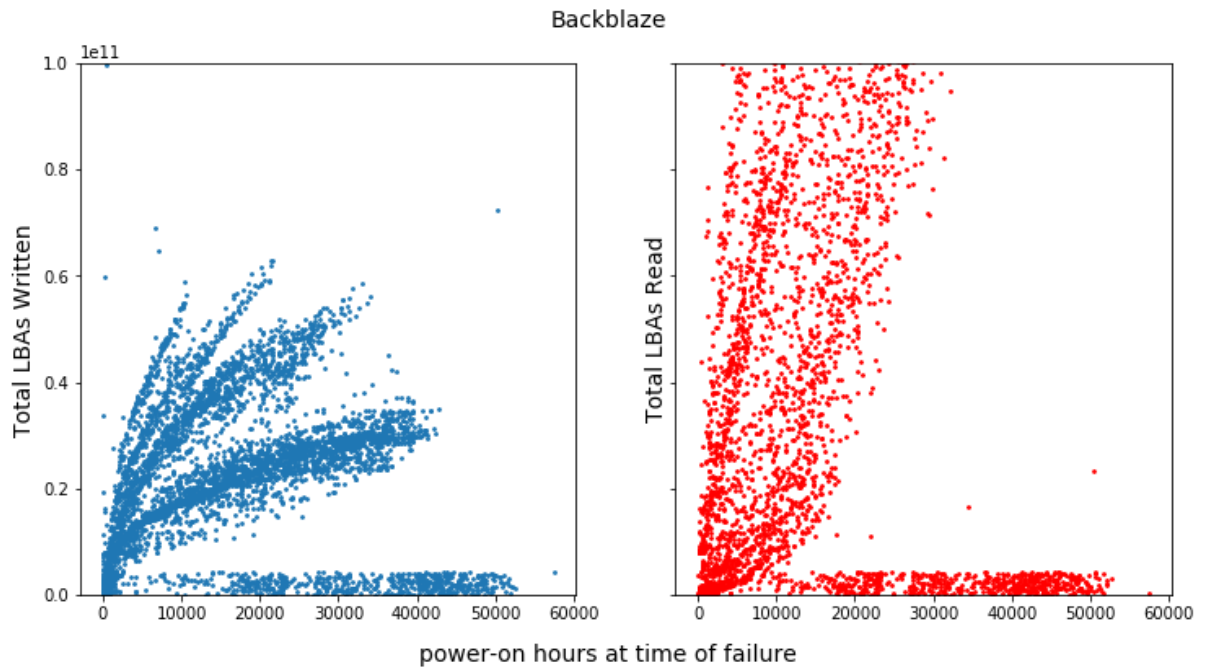 Backblaze
1e11
1.0
0.8
0.6
0.4
0.2
0.0
Total LBAs Written
0 10000 20000 30000 40000 50000 60000
Total LBAs Read
0 10000 20000 30000 40000 50000 60000
power-on hours at time of failure